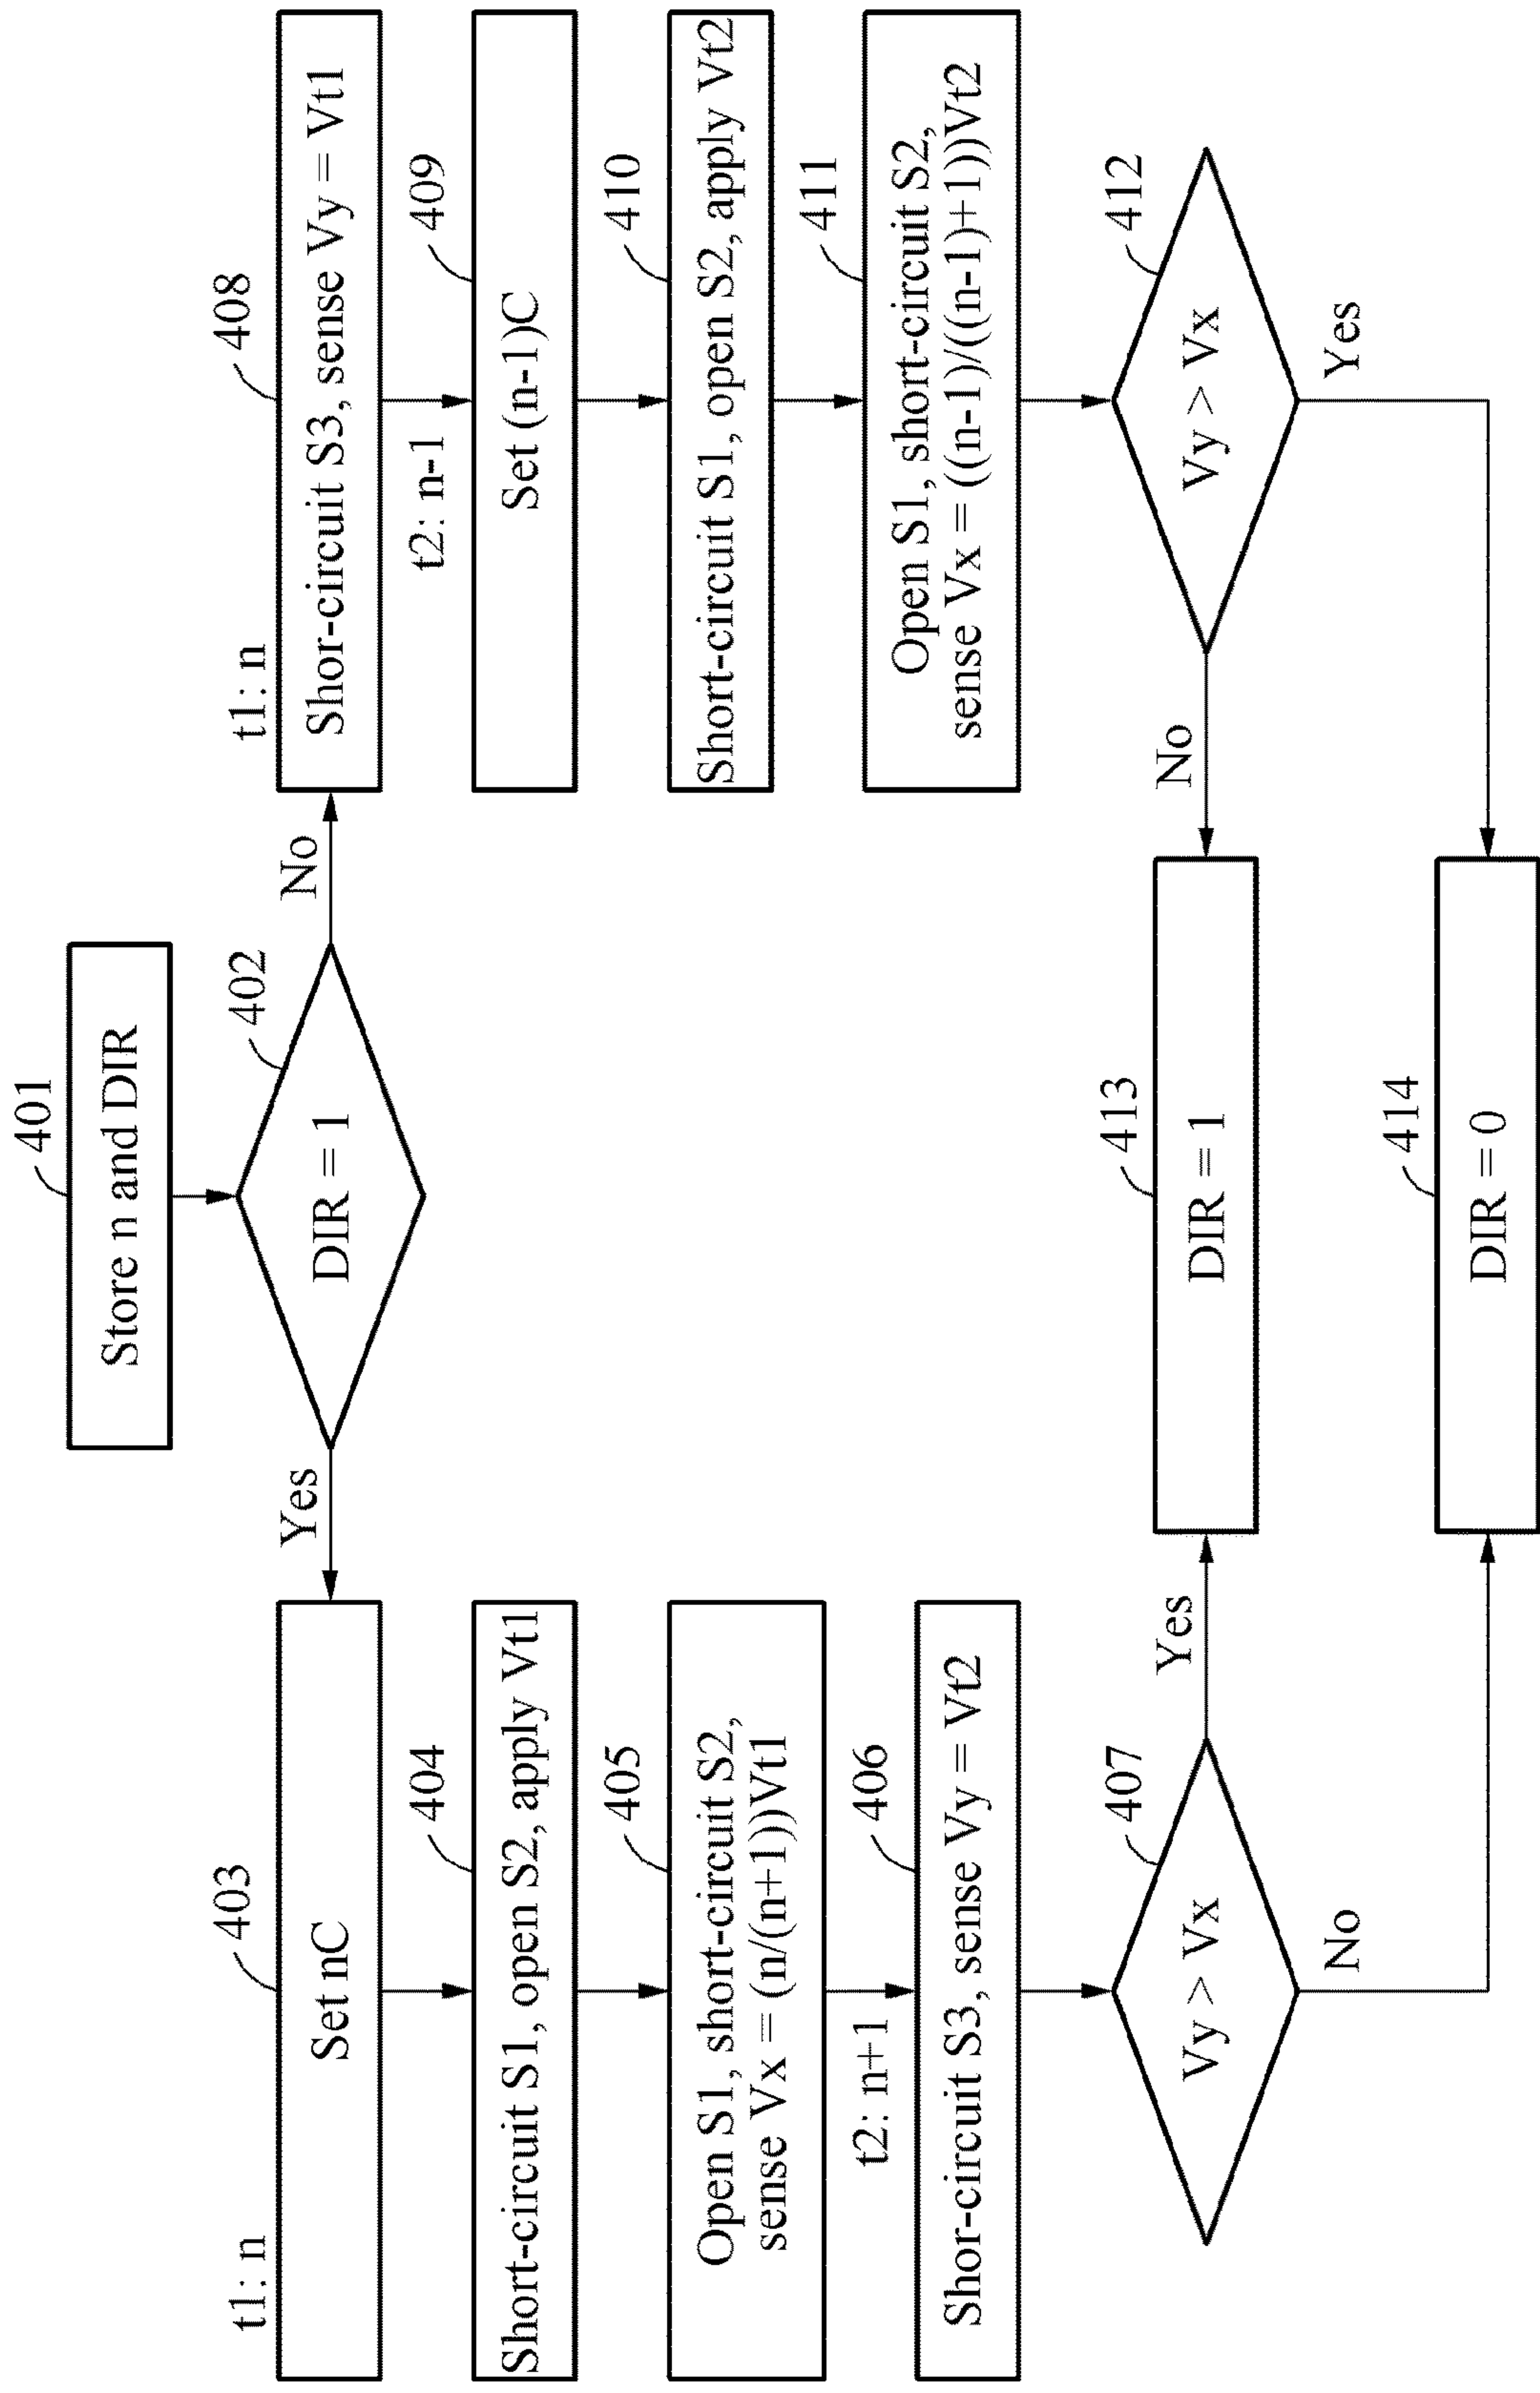 401
Store n and DIR
402
DIR = 1
Yes
No
t1: n
403
Set nC
404
Short-circuit S1, open S2, apply Vt1
405
Open S1, short-circuit S2,
sense Vx = (n/(n+1))Vt1
t2: n+1
406
Shor-circuit S3, sense Vy = Vt2
407
Vy > Vx
Yes
No
t1: n
408
Shor-circuit S3, sense Vy = Vt1
t2: n-1
409
Set (n-1)C
410
Short-circuit S1, open S2, apply Vt2
411
Open S1, short-circuit S2,
sense Vx = ((n-1)/((n-1)+1))Vt2
412
Vy > Vx
No
Yes
413
DIR = 1
414
DIR = 0